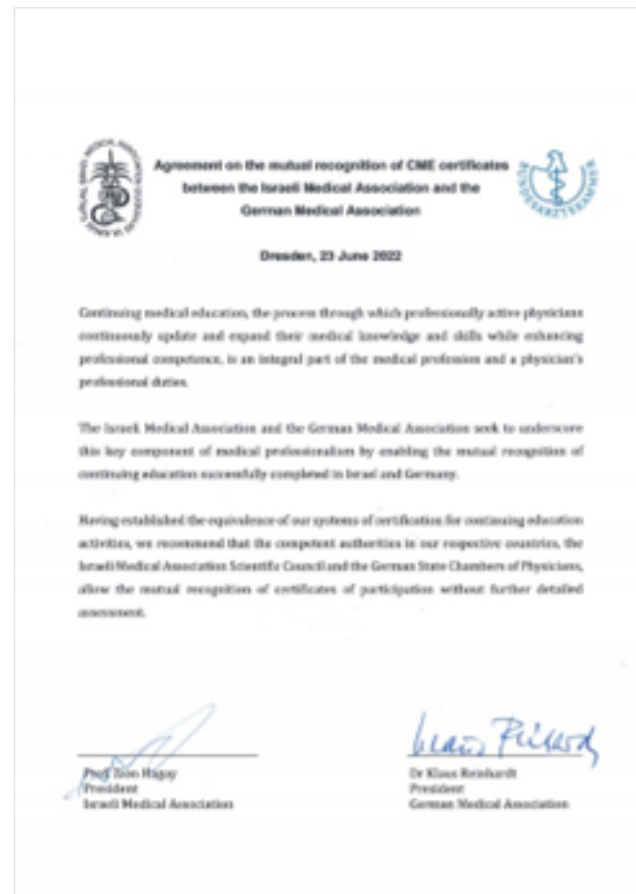 Agreement on the mutual recognition of CME certificates
between the Israeli Medical Association and the
German Medical Association
BUNDESÄRZTEKAMMER
Dresden, 23 June 2022
Continuing medical education, the process through which professionally active physicians
continuously update and expand their medical knowledge and skills while enhancing
professional competence, is an integral part of the medical profession and a physician's
professional duties.
The Israeli Medical Association and the German Medical Association seek to underscore
this key component of medical professionalism by enabling the mutual recognition of
continuing education successfully completed in Israel and Germany.
Having established the equivalence of our systems of certification for continuing education
activities, we recommend that the competent authorities in our respective countries, the
Israeli Medical Association Scientific Council and the German State Chambers of Physicians,
allow the mutual recognition of certificates of participation without further detailed
assessment.
Prof. Zion Hagay
President
Israeli Medical Association
Dr Klaus Reinhardt
President
German Medical Association